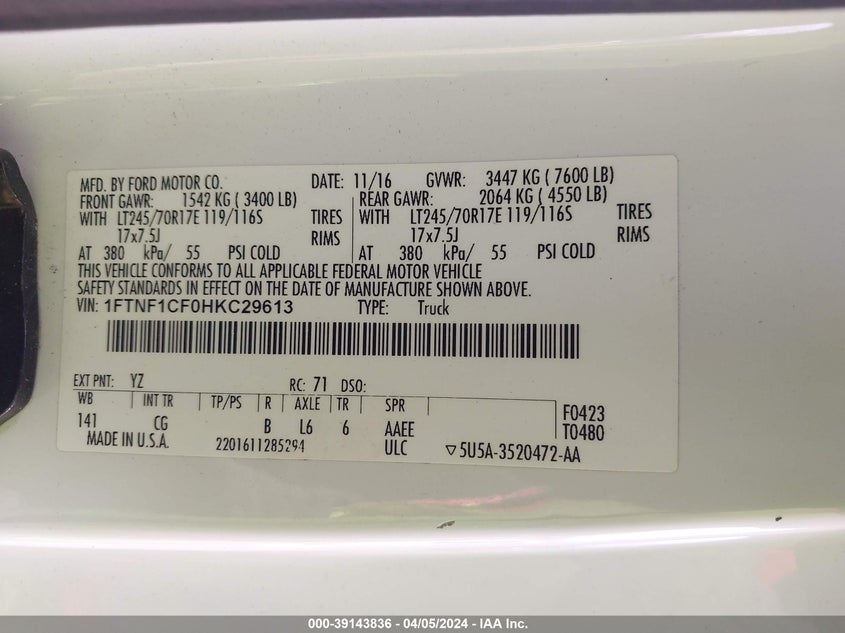 MFD. BY FORD MOTOR CO. DATE: 11/16 GVWR: 3447 KG ( 7600 LB)
FRONT GAWR: 1542 KG ( 3400 LB) REAR GAWR: 2064 KG ( 4550 LB)
WITH LT245/70R17E 119/116S TIRES WITH LT245/70R17E 119/116S TIRES
17x7.5J RIMS 17x7.5J RIMS
AT 380 kPa/ 55 PSI COLD AT 380 kPa/ 55 PSI COLD
THIS VEHICLE CONFORMS TO ALL APPLICABLE FEDERAL MOTOR VEHICLE
SAFETY STANDARDS IN EFFECT ON THE DATE OF MANUFACTURE SHOWN ABOVE.
VIN: 1FTNF1CF0HKC29613 TYPE: Truck
EXT PNT: YZ RC: 71 DSO:
WB INT TR TP/PS R AXLE TR SPR F0423
141 CG B L6 6 AAEE T0480
MADE IN U.S.A. 2201611285294 ULC ▽5U5A-3520472-AA
000-39143836 - 04/05/2024 - IAA Inc.